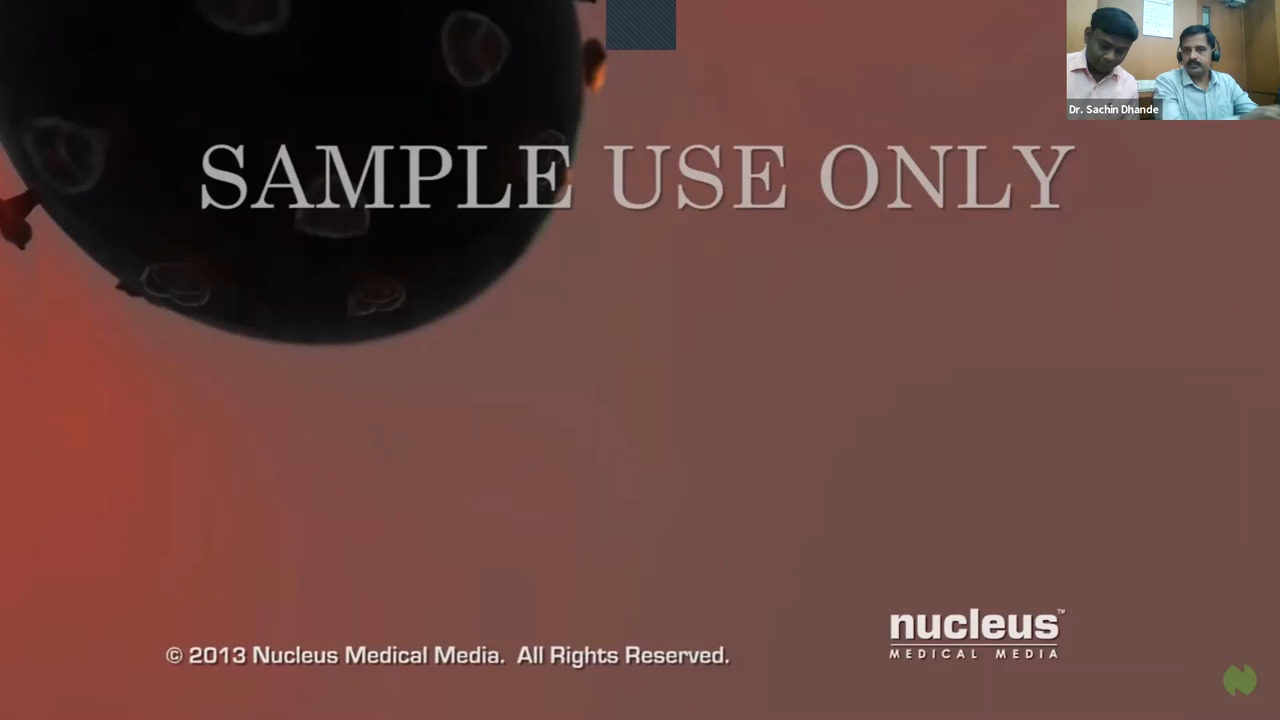 Dr. Sachin Dhande
SAMPLE USE ONLY
nucleus™
MEDICAL MEDIA
© 2013 Nucleus Medical Media. All Rights Reserved.